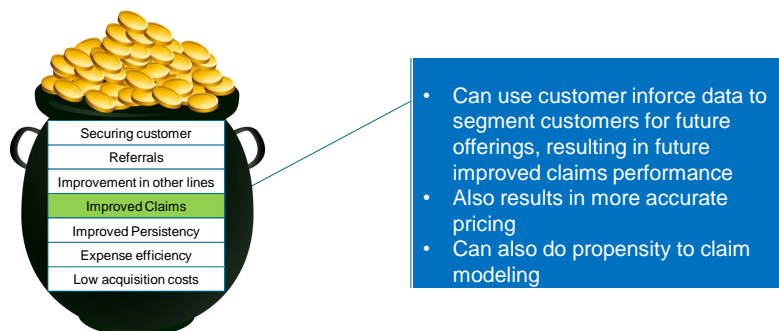 Securing customer
Referrals
Improvement in other lines
Improved Claims
Improved Persistency
Expense efficiency
Low acquisition costs
• Can use customer inforce data to
segment customers for future
offerings, resulting in future
improved claims performance
• Also results in more accurate
pricing
• Can also do propensity to claim
modeling